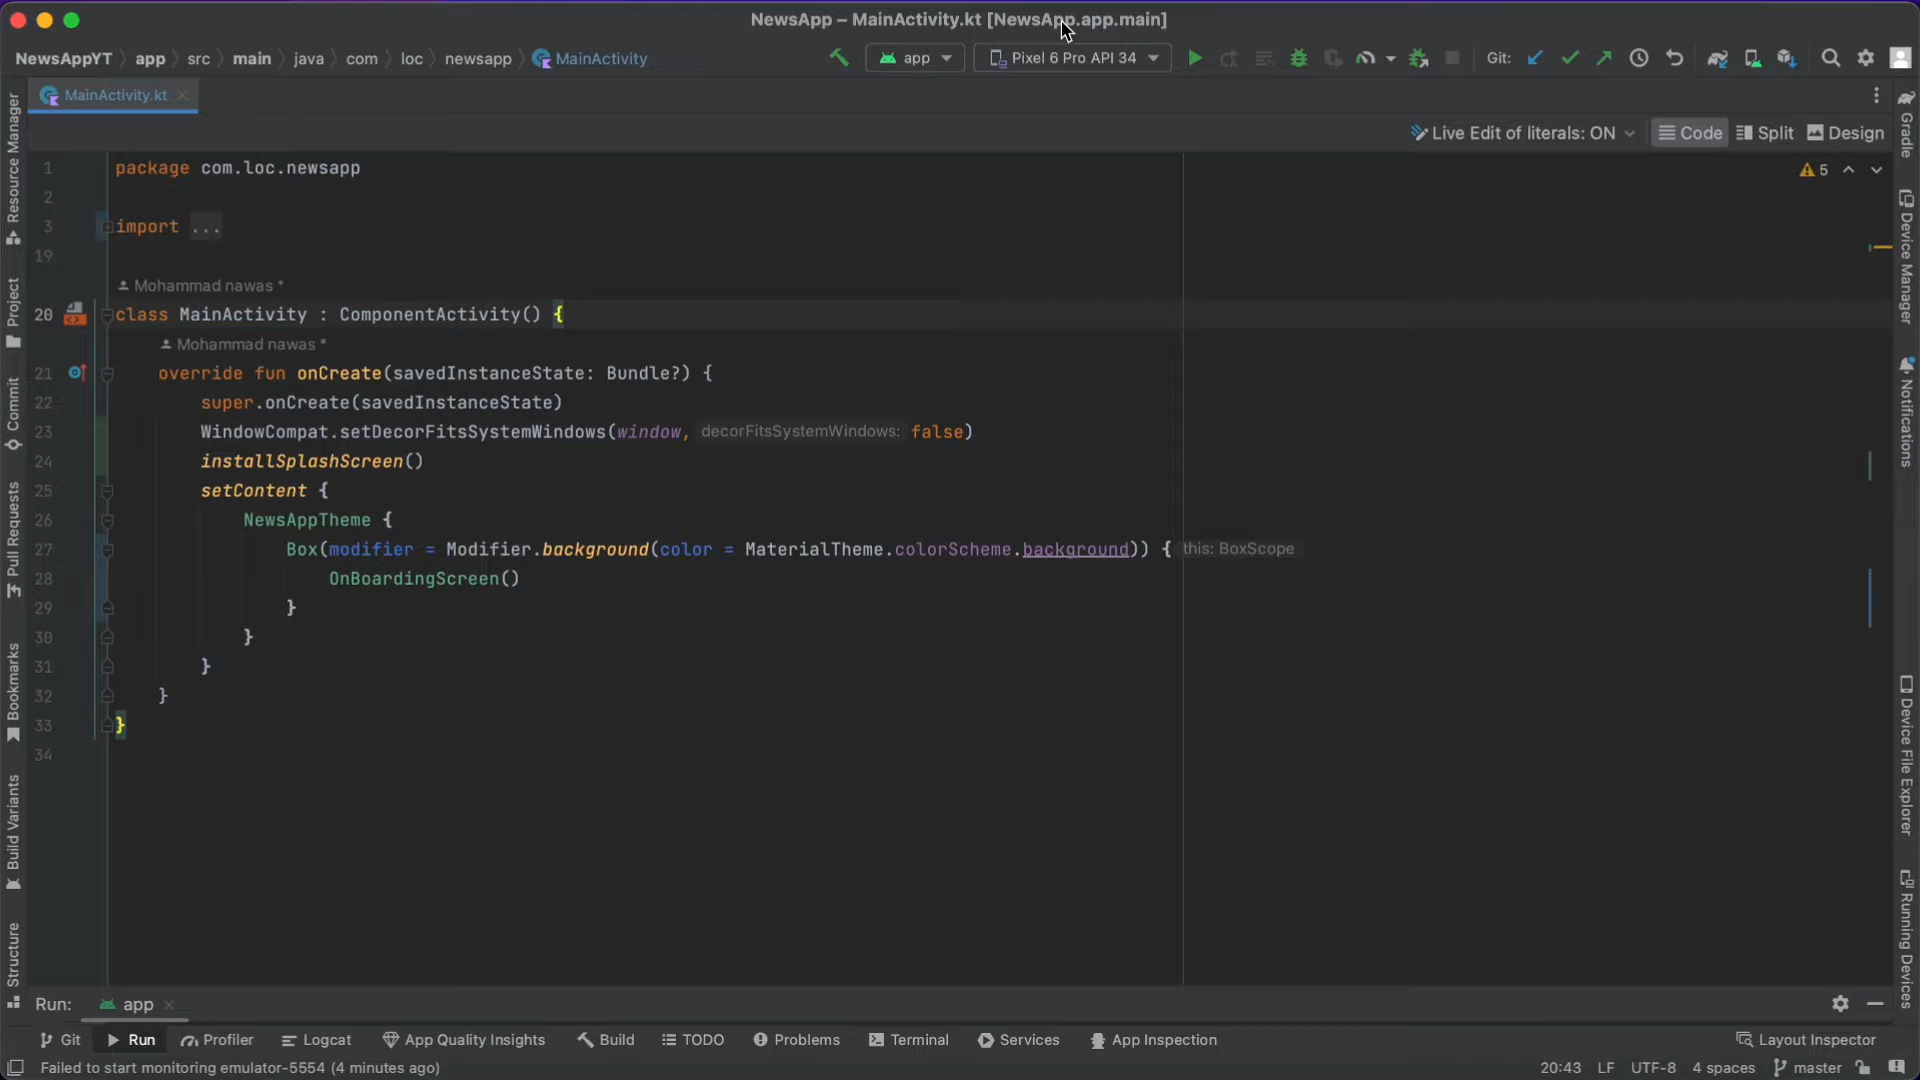 NewsApp – MainActivity.kt [NewsApp.app.main]
NewsAppYT app src main java com loc newsapp MainActivity app Pixel 6 Pro API 34 Git:
MainActivity.kt
Live Edit of literals: ON Code Split Design
1 package com.loc.newsapp
5
2
3 import ...
19
Mohammad nawas *
20 class MainActivity : ComponentActivity() {
Mohammad nawas *
21 override fun onCreate(savedInstanceState: Bundle?) {
22 super.onCreate(savedInstanceState)
23 WindowCompat.setDecorFitsSystemWindows(window, decorFitsSystemWindows: false)
24 installSplashScreen()
25 setContent {
26 NewsAppTheme {
27 Box(modifier = Modifier.background(color = MaterialTheme.colorScheme.background)) { this: BoxScope
28 OnBoardingScreen()
29 }
30 }
31 }
32 }
33 }
34
Resource Manager
Project
Commit
Pull Requests
Bookmarks
Build Variants
Structure
Gradle
Device Manager
Notifications
Device File Explorer
Running Devices
Run: app
Git Run Profiler Logcat App Quality Insights Build TODO Problems Terminal Services App Inspection Layout Inspector
Failed to start monitoring emulator-5554 (4 minutes ago) 20:43 LF UTF-8 4 spaces master